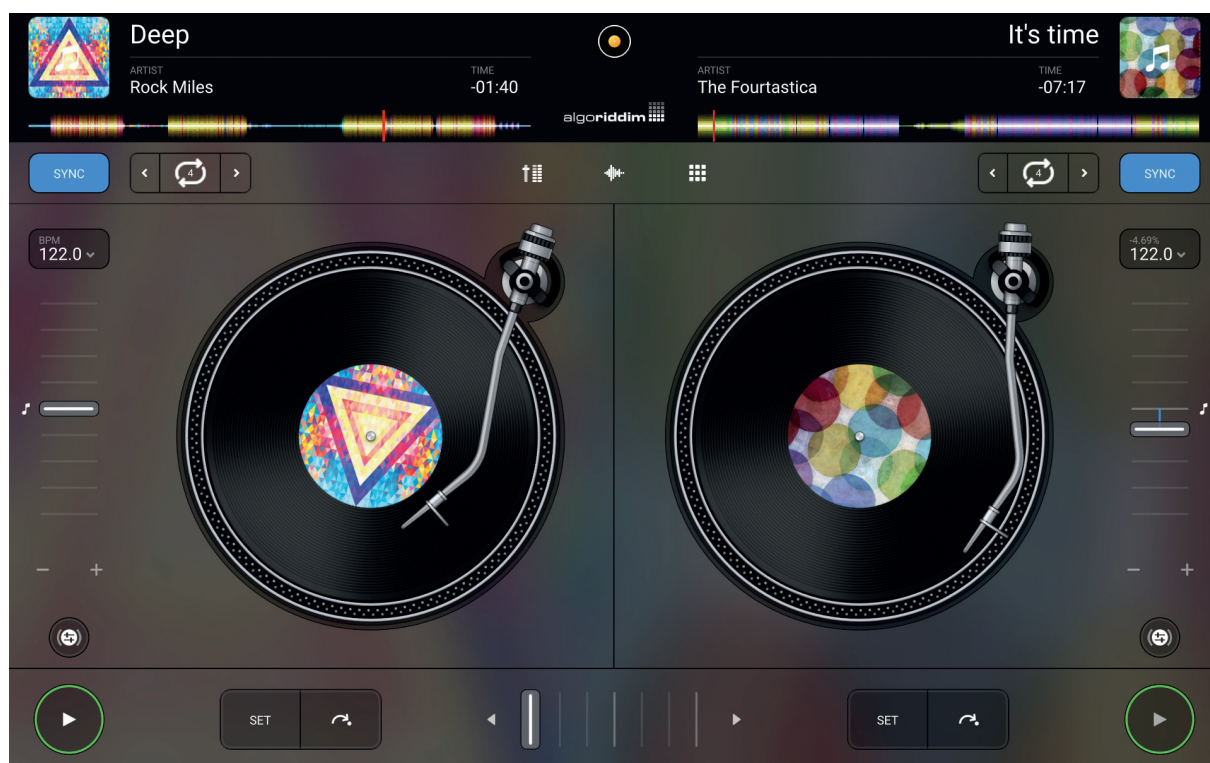 Deep
ARTIST
Rock Miles
TIME
-01:40
It's time
ARTIST
The Fourtastica
TIME
-07:17
algoriddim
SYNC
4
4
SYNC
BPM
122.0
-4.69%
122.0
SET
SET